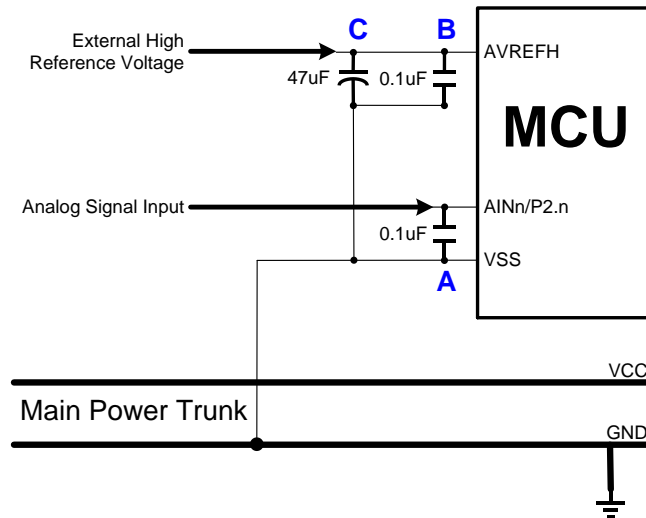 C
B
External High
Reference Voltage
AVREFH
47uF
0.1uF
MCU
Analog Signal Input
AINn/P2.n
0.1uF
VSS
A
VCC
Main Power Trunk
GND